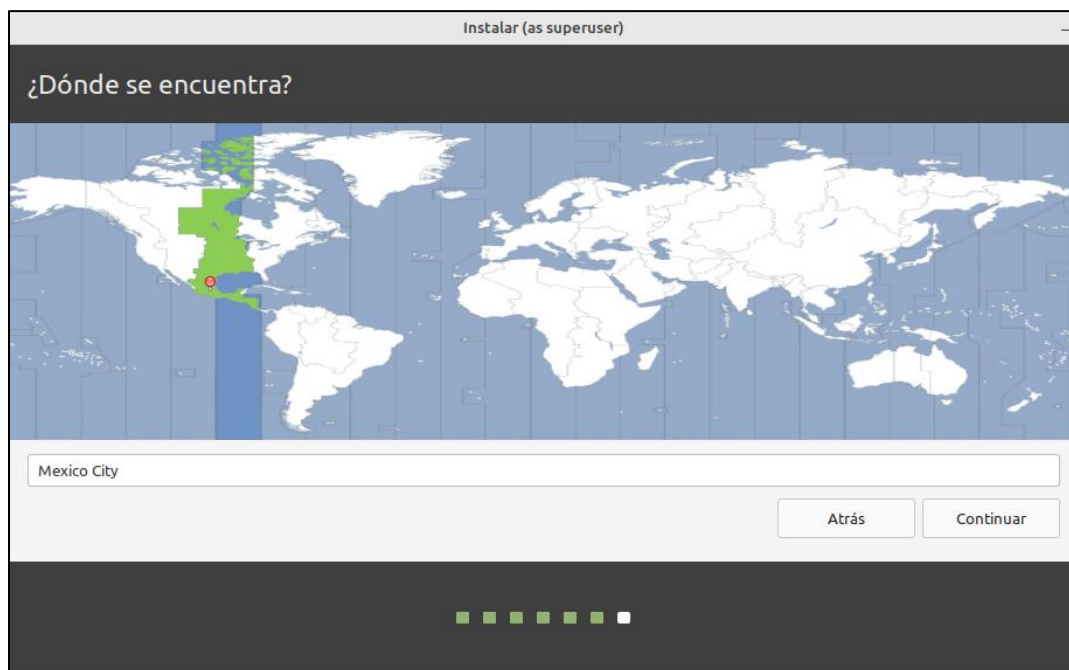 Instalar (as superuser)
¿Dónde se encuentra?
Mexico City
Atrás
Continuar